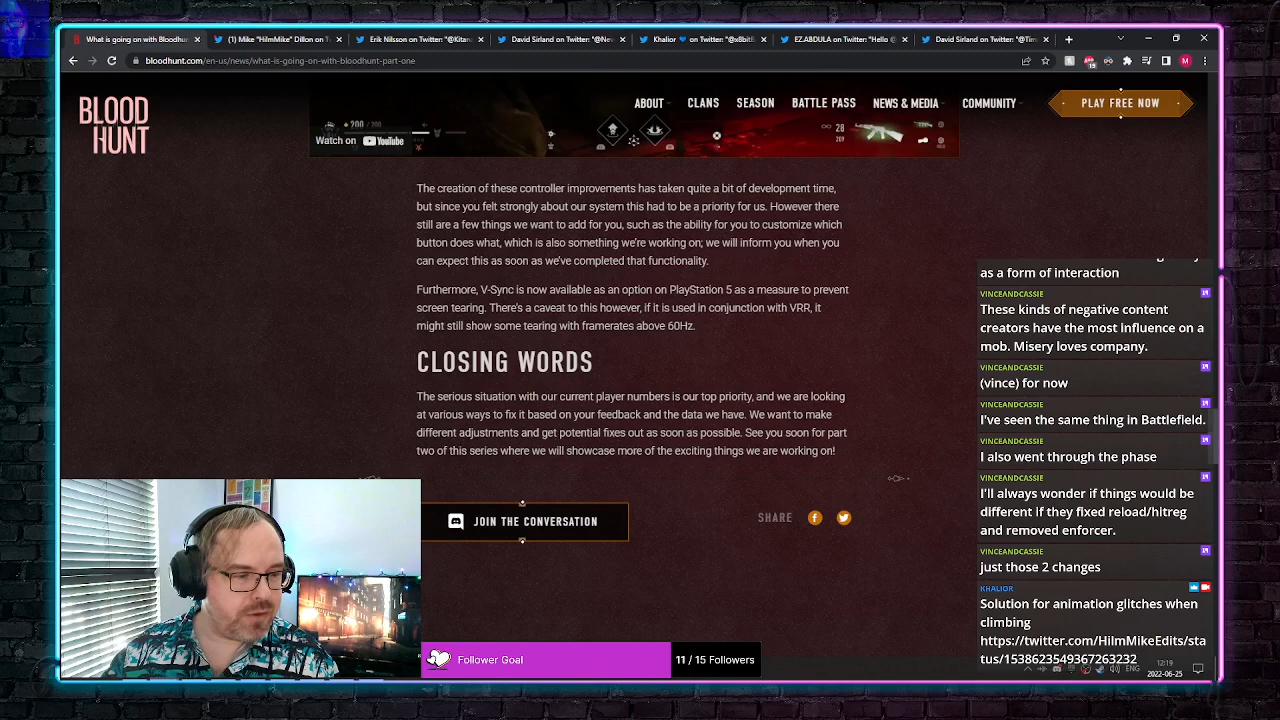 What is going on with Bloodhun
(1) Mike "HilmMike" Dillon on T
Erik Nilsson on Twitter: "@Kitana
David Sirland on Twitter: "@Nev
Khalior 💙 on Twitter: "@x8bitB
EZ.ABDULA on Twitter: "Hello @
David Sirland on Twitter: "@Tim
bloodhunt.com/en-us/news/what-is-going-on-with-bloodhunt-part-one
BLOOD
HUNT
ABOUT
CLANS
SEASON
BATTLE PASS
NEWS & MEDIA
COMMUNITY
PLAY FREE NOW
200 / 200
28
Watch on
YouTube
The creation of these controller improvements has taken quite a bit of development time,
but since you felt strongly about our system this had to be a priority for us. However there
still are a few things we want to add for you, such as the ability for you to customize which
button does what, which is also something we're working on; we will inform you when you
can expect this as soon as we've completed that functionality.
Furthermore, V-Sync is now available as an option on PlayStation 5 as a measure to prevent
screen tearing. There's a caveat to this however, if it is used in conjunction with VRR, it
might still show some tearing with framerates above 60Hz.
CLOSING WORDS
The serious situation with our current player numbers is our top priority, and we are looking
at various ways to fix it based on your feedback and the data we have. We want to make
different adjustments and get potential fixes out as soon as possible. See you soon for part
two of this series where we will showcase more of the exciting things we are working on!
JOIN THE CONVERSATION
SHARE
Follower Goal
11 / 15 Followers
as a form of interaction
VINCEANDCASSIE
These kinds of negative content
creators have the most influence on a
mob. Misery loves company.
VINCEANDCASSIE
(vince) for now
VINCEANDCASSIE
I've seen the same thing in Battlefield.
VINCEANDCASSIE
I also went through the phase
VINCEANDCASSIE
I'll always wonder if things would be
different if they fixed reload/hitreg
and removed enforcer.
VINCEANDCASSIE
just those 2 changes
KHALIOR
Solution for animation glitches when
climbing
https://twitter.com/HilmMikeEdits/sta
ENG
12:19
2022-06-25